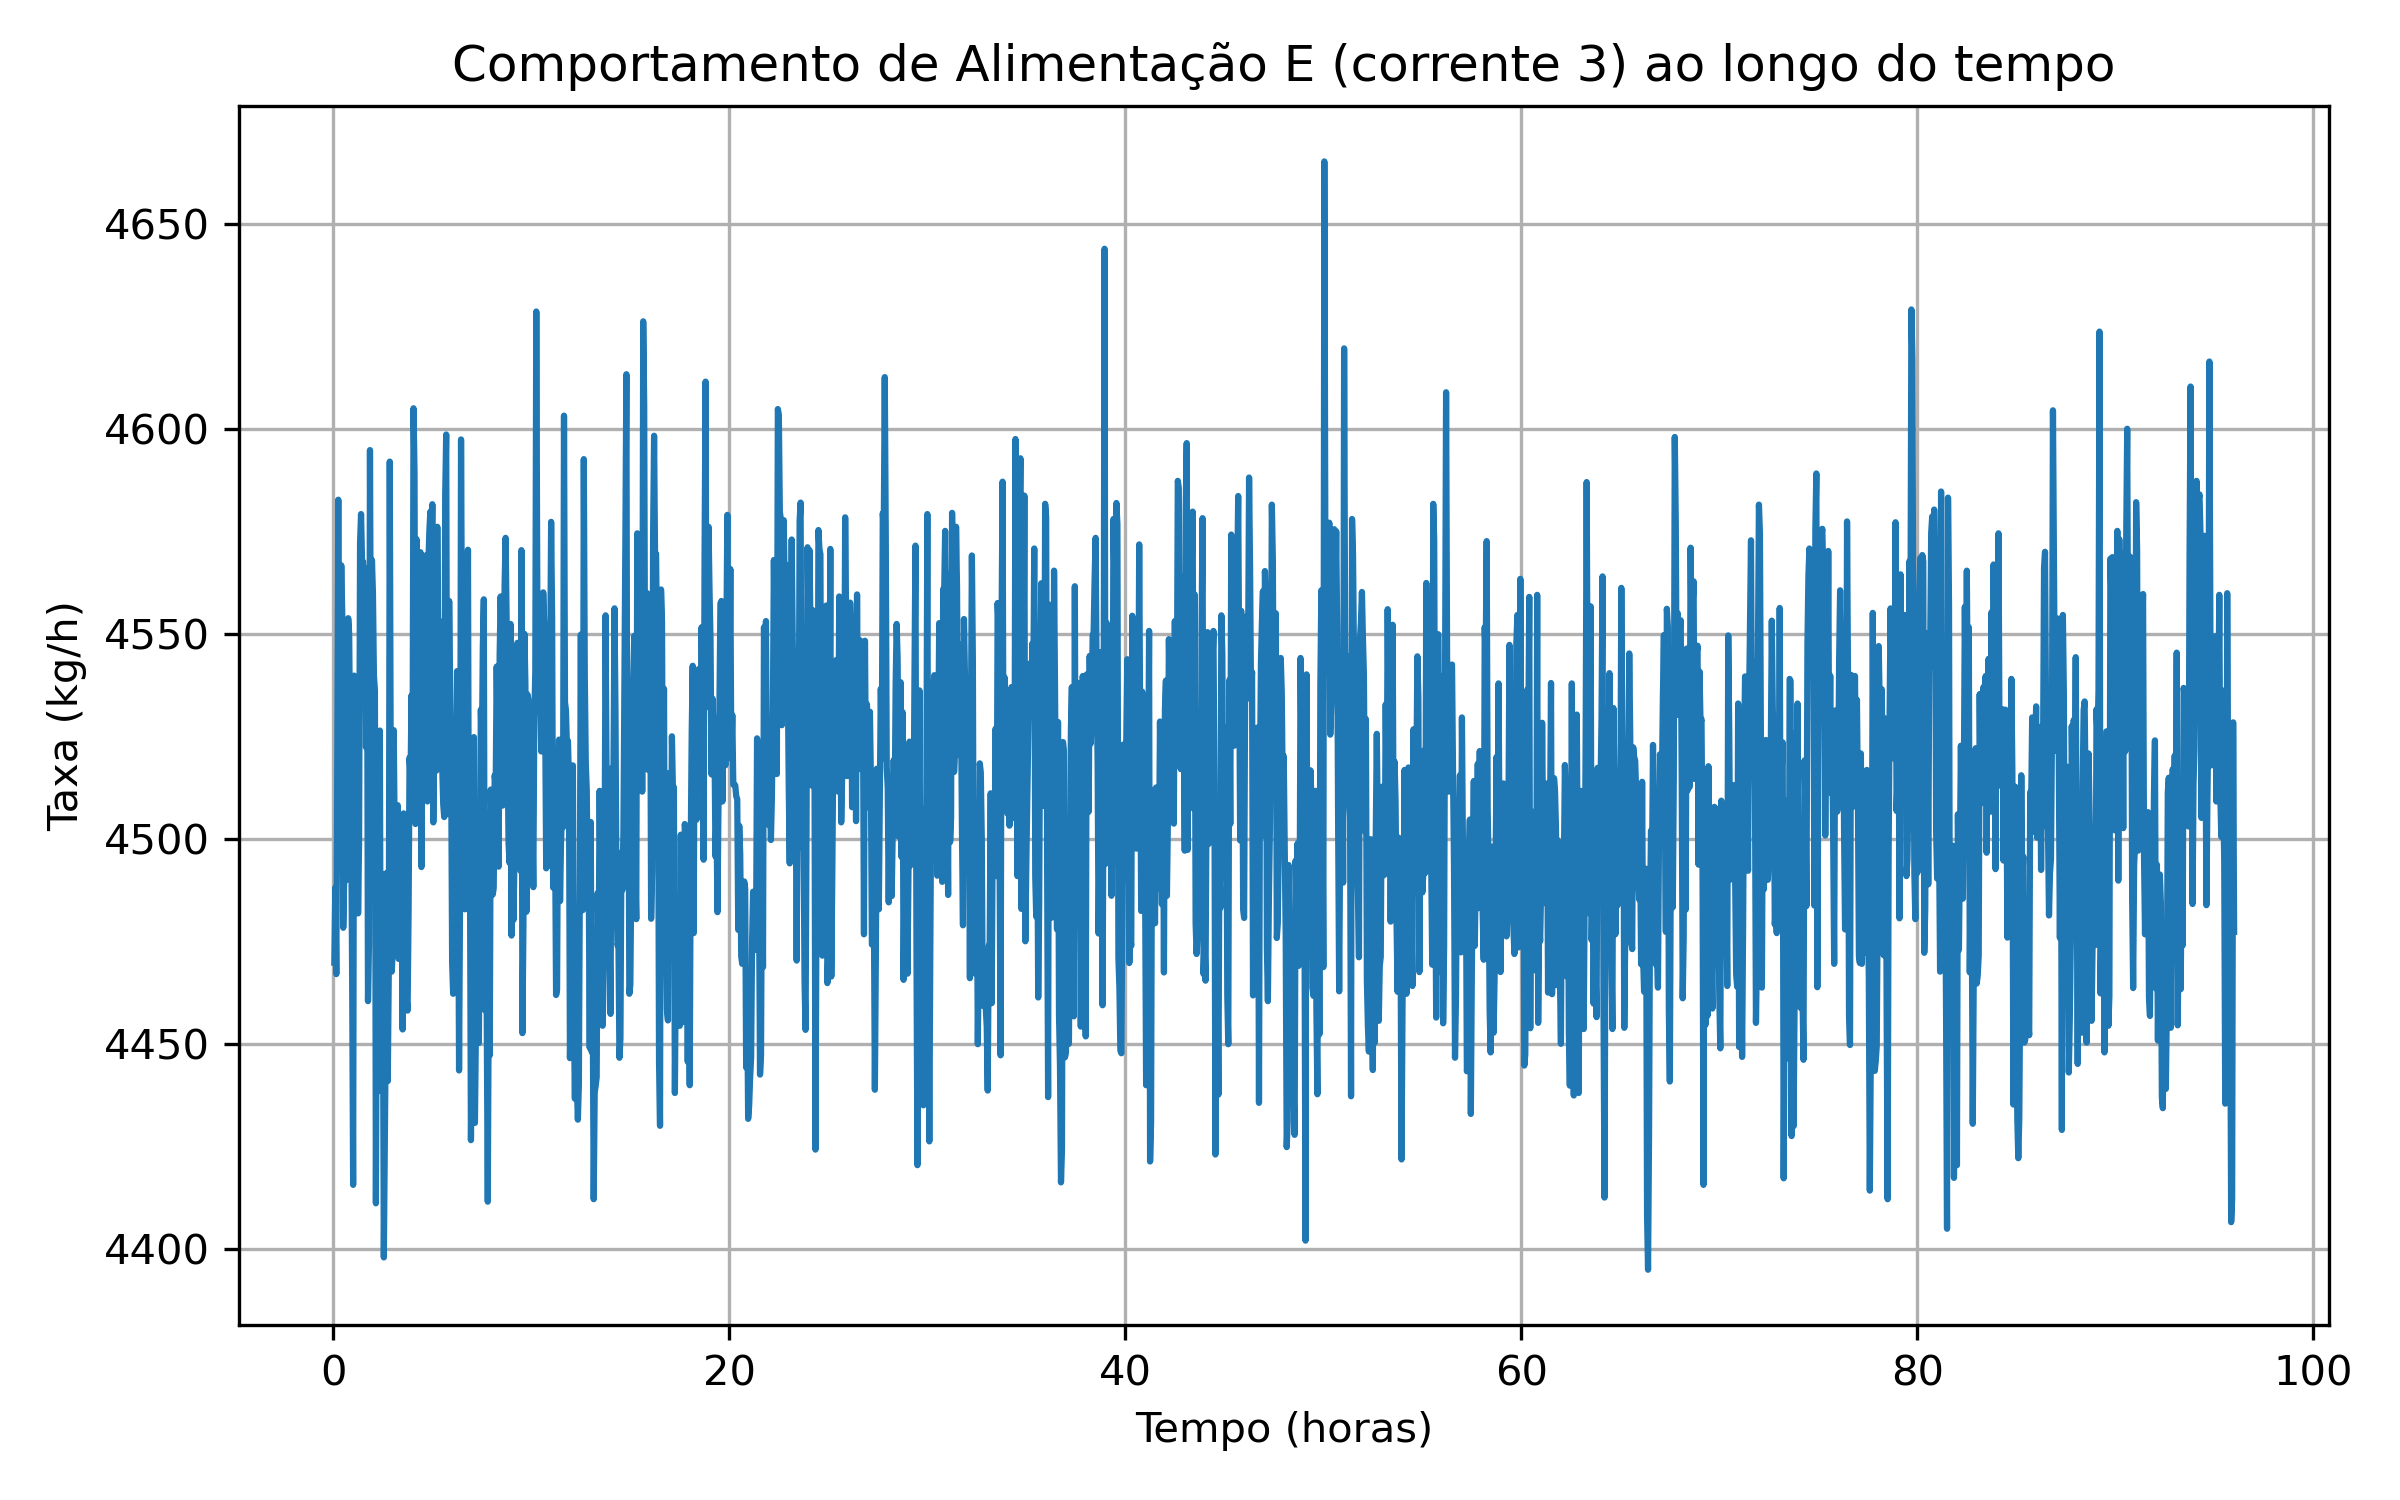 Comportamento de Alimentação E (corrente 3) ao longo do tempo
Taxa (kg/h)
4650
4600
4550
4500
4450
4400
0 20 40 60 80 100
Tempo (horas)